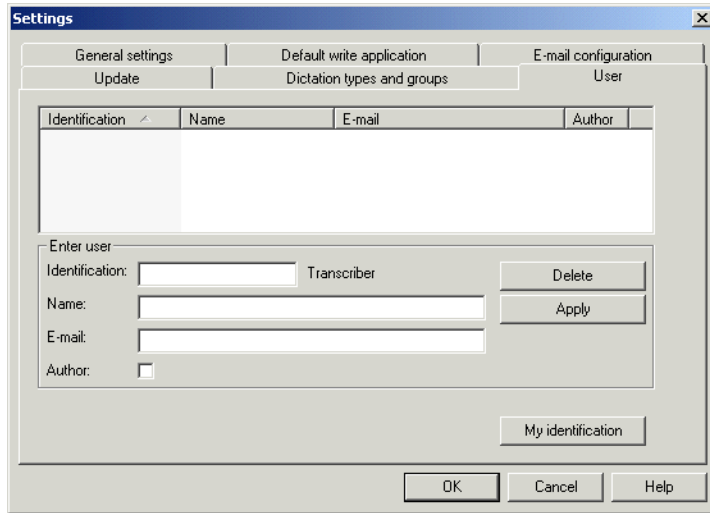 Settings
General settings Default write application E-mail configuration
Update Dictation types and groups User
Identification Name E-mail Author
Enter user
Identification: Transcriber Delete
Name: Apply
E-mail:
Author:
My identification
OK Cancel Help